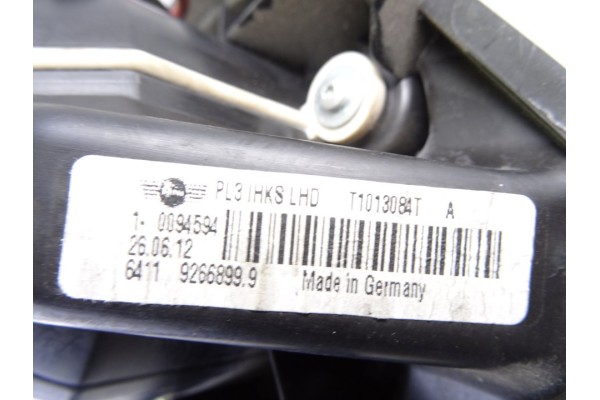 PL3 IHKS LHD T1013084T A
1- 0094594
26.06.12
6411 9266899.9 Made in Germany